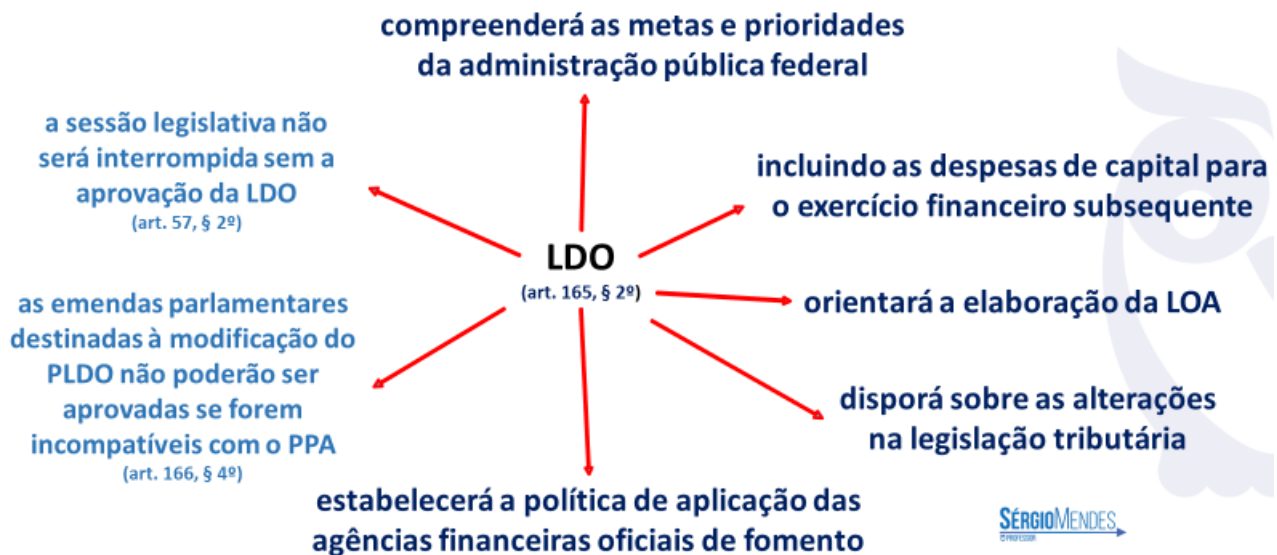 compreenderá as metas e prioridades
da administração pública federal
a sessão legislativa não
será interrompida sem a
aprovação da LDO
(art. 57, § 2º)
incluindo as despesas de capital para
o exercício financeiro subsequente
LDO
(art. 165, § 2º)
orientará a elaboração da LOA
as emendas parlamentares
destinadas à modificação do
PLDO não poderão ser
aprovadas se forem
incompatíveis com o PPA
(art. 166, § 4º)
disporá sobre as alterações
na legislação tributária
estabelecerá a política de aplicação das
agências financeiras oficiais de fomento
SÉRGIOMENDES
PROFESSOR